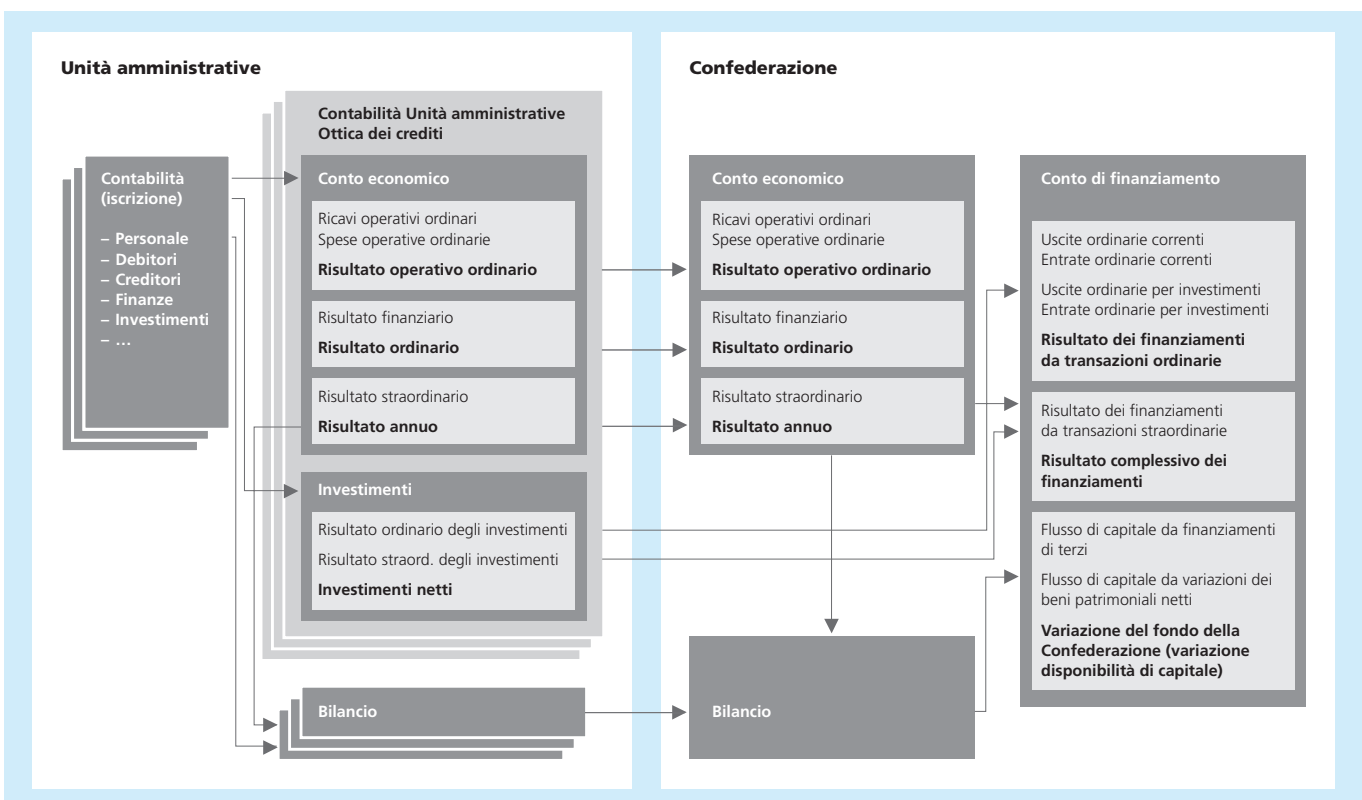 Unità amministrative
Contabilità
(iscrizione)
– Personale
– Debitori
– Creditori
– Finanze
– Investimenti
– …
Contabilità Unità amministrative
Ottica dei crediti
Conto economico
Ricavi operativi ordinari
Spese operative ordinarie
Risultato operativo ordinario
Risultato finanziario
Risultato ordinario
Risultato straordinario
Risultato annuo
Investimenti
Risultato ordinario degli investimenti
Risultato straord. degli investimenti
Investimenti netti
Bilancio
Confederazione
Conto economico
Ricavi operativi ordinari
Spese operative ordinarie
Risultato operativo ordinario
Risultato finanziario
Risultato ordinario
Risultato straordinario
Risultato annuo
Bilancio
Conto di finanziamento
Uscite ordinarie correnti
Entrate ordinarie correnti
Uscite ordinarie per investimenti
Entrate ordinarie per investimenti
Risultato dei finanziamenti
da transazioni ordinarie
Risultato dei finanziamenti
da transazioni straordinarie
Risultato complessivo dei
finanziamenti
Flusso di capitale da finanziamenti
di terzi
Flusso di capitale da variazioni dei
beni patrimoniali netti
Variazione del fondo della
Confederazione (variazione
disponibilità di capitale)